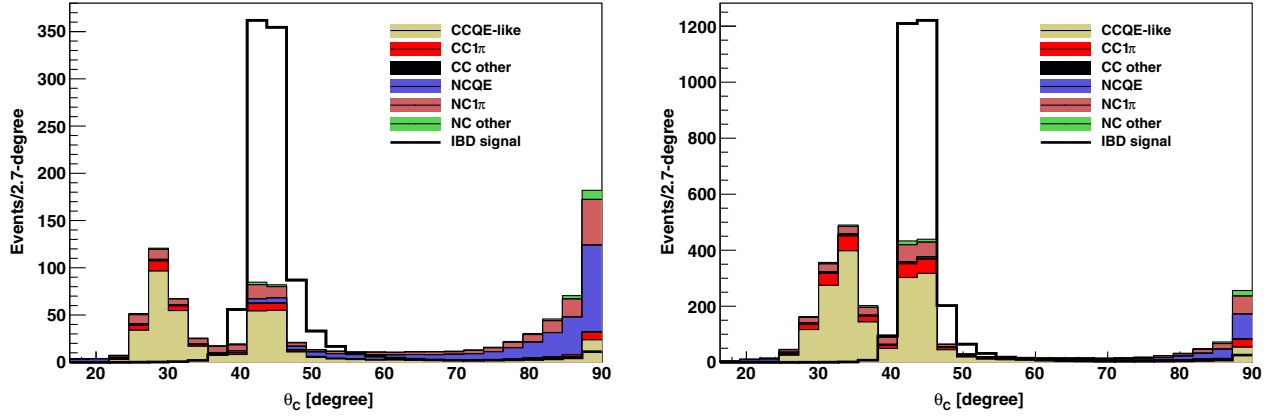 350
300
250
200
150
100
50
0
Events/2.7-degree
20 30 40 50 60 70 80 90
θC [degree]
CCQE-like
CC1π
CC other
NCQE
NC1π
NC other
IBD signal
1200
1000
800
600
400
200
0
Events/2.7-degree
20 30 40 50 60 70 80 90
θC [degree]
CCQE-like
CC1π
CC other
NCQE
NC1π
NC other
IBD signal